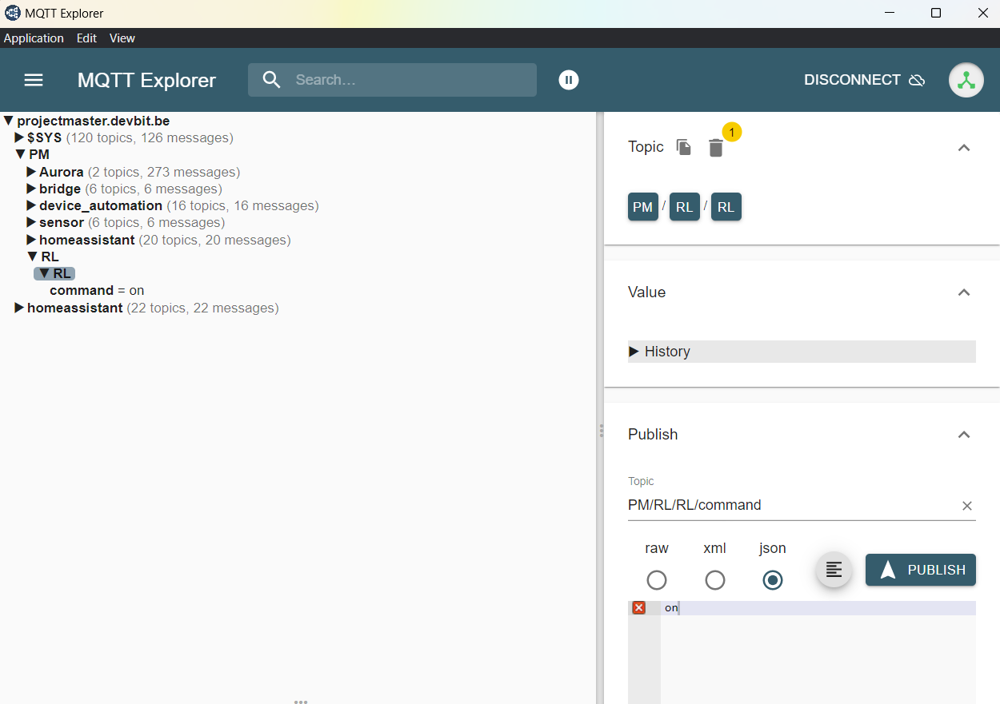 MQTT Explorer
Application Edit View
MQTT Explorer
Search...
DISCONNECT
projectmaster.devbit.be
$SYS (120 topics, 126 messages)
PM
Aurora (2 topics, 273 messages)
bridge (6 topics, 6 messages)
device_automation (16 topics, 16 messages)
sensor (6 topics, 6 messages)
homeassistant (20 topics, 20 messages)
RL
RL
command = on
homeassistant (22 topics, 22 messages)
Topic 1
PM / RL / RL
Value
History
Publish
Topic
PM/RL/RL/command
raw xml json
PUBLISH
on